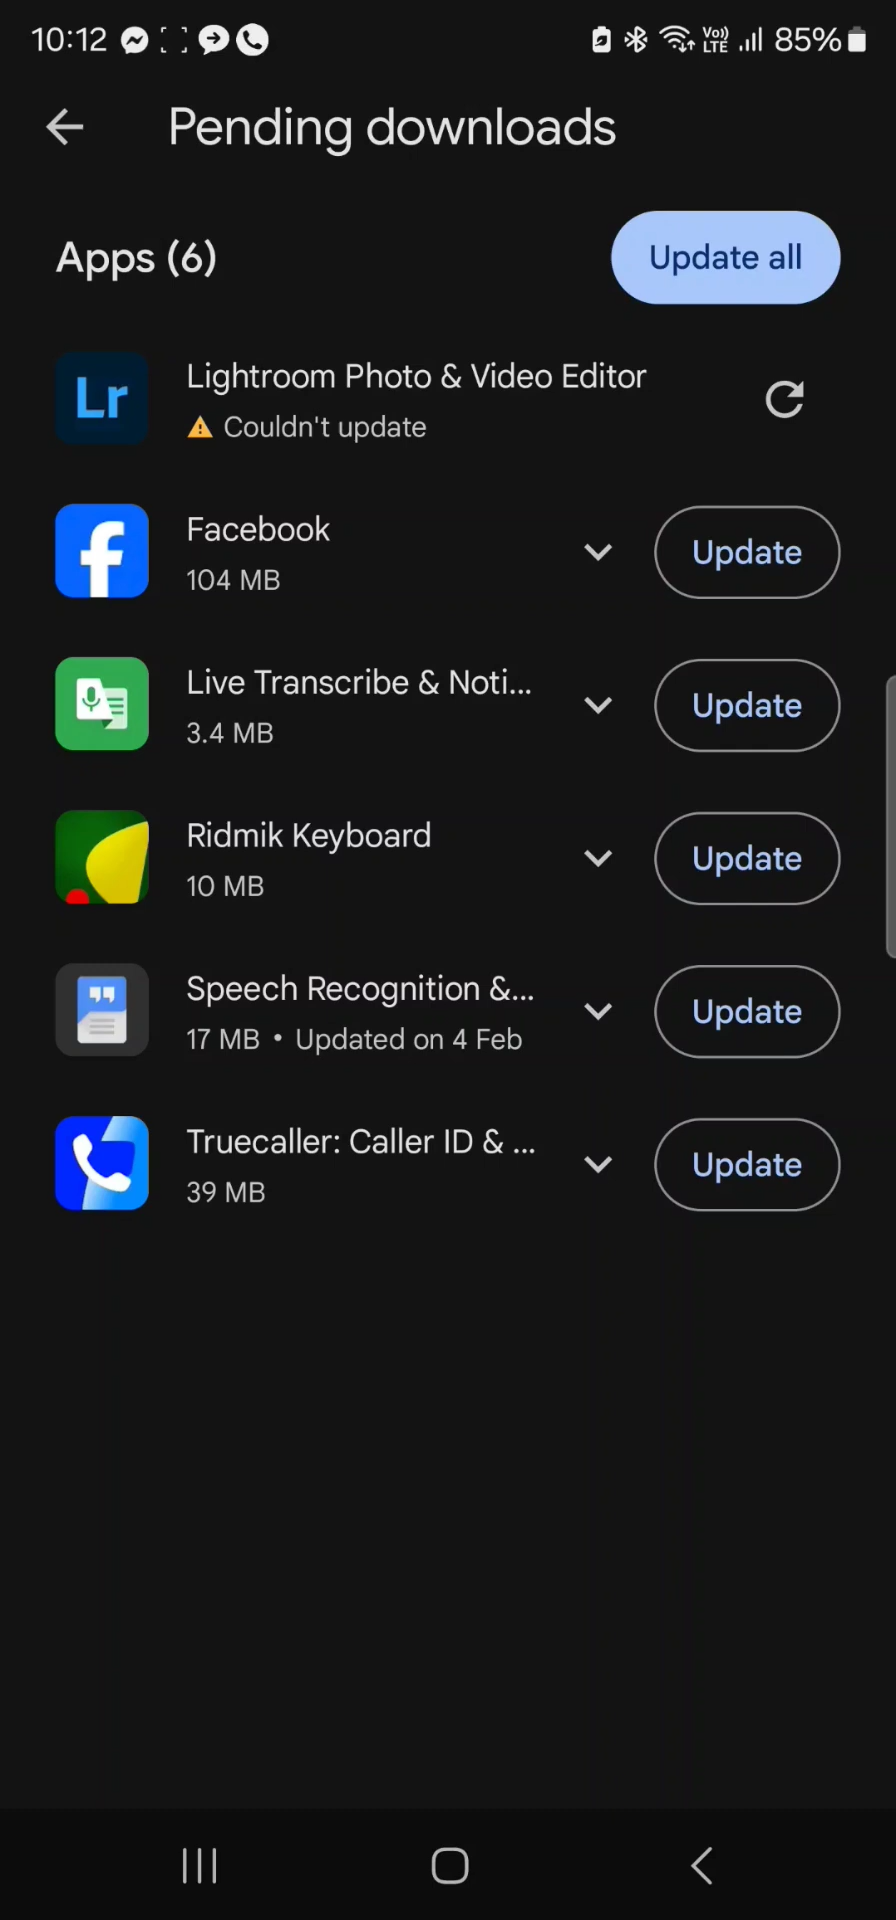 10:12 Vo)) LTE 85%
Pending downloads
Apps (6) Update all
Lr Lightroom Photo & Video Editor
Couldn't update
Facebook
104 MB
Update
Live Transcribe & Noti...
3.4 MB
Update
Ridmik Keyboard
10 MB
Update
Speech Recognition &...
17 MB • Updated on 4 Feb
Update
Truecaller: Caller ID & ...
39 MB
Update